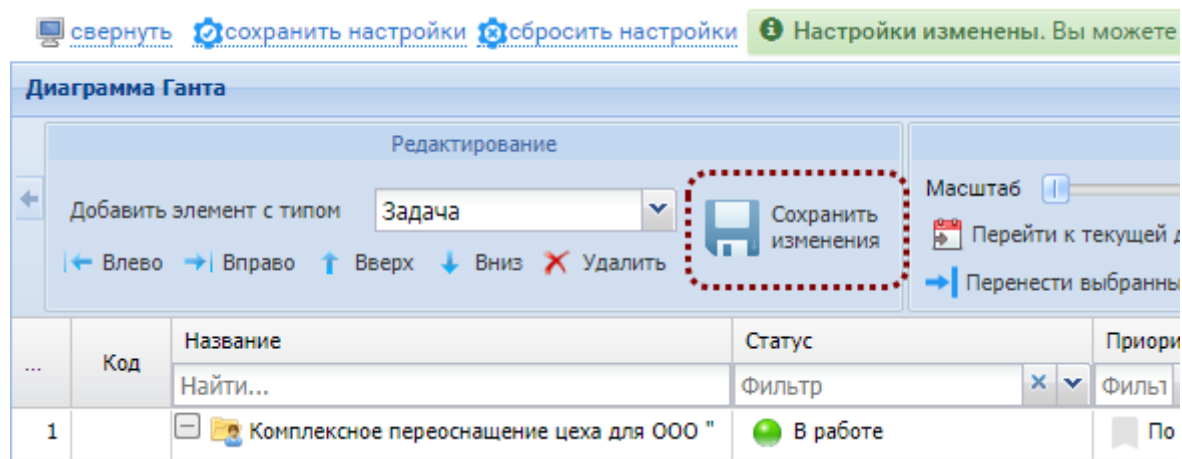 свернуть сохранить настройки сбросить настройки Настройки изменены. Вы можете
Диаграмма Ганта
Редактирование
Добавить элемент с типом Задача
Сохранить
изменения
Влево Вправо Вверх Вниз Удалить
Масштаб
Перейти к текущей д
Перенести выбранны
... Код Название Статус Приори
Найти... Фильтр Фильт
1 Комплексное переоснащение цеха для ООО " В работе По